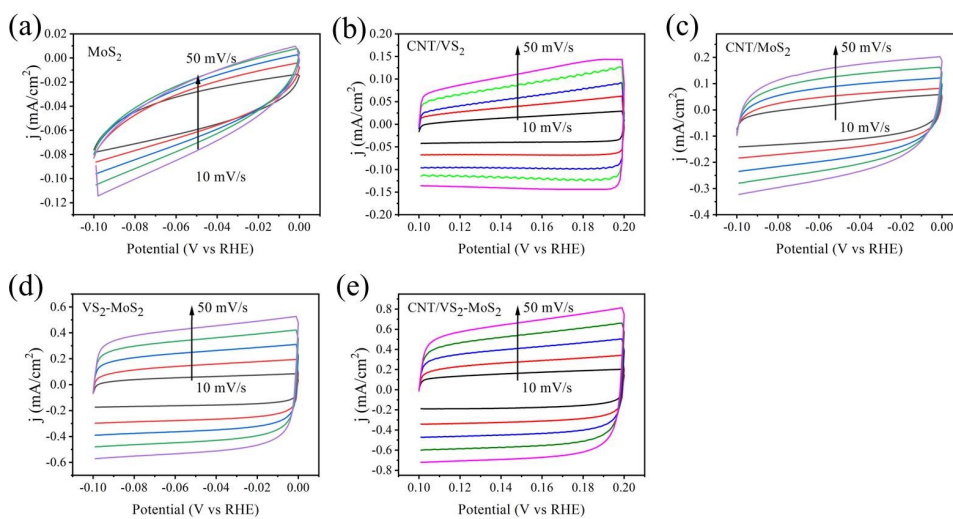 (a)
MoS₂
50 mV/s
10 mV/s
0.02
0.00
-0.02
-0.04
-0.06
-0.08
-0.10
-0.12
j (mA/cm²)
-0.10 -0.08 -0.06 -0.04 -0.02 0.00
Potential (V vs RHE)
(b)
CNT/VS₂
50 mV/s
10 mV/s
0.20
0.15
0.10
0.05
0.00
-0.05
-0.10
-0.15
-0.20
j (mA/cm²)
0.10 0.12 0.14 0.16 0.18 0.20
Potential (V vs RHE)
(c)
CNT/MoS₂
50 mV/s
10 mV/s
0.2
0.1
0.0
-0.1
-0.2
-0.3
-0.4
j (mA/cm²)
-0.10 -0.08 -0.06 -0.04 -0.02 0.00
Potential (V vs RHE)
(d)
VS₂-MoS₂
50 mV/s
10 mV/s
0.6
0.4
0.2
0.0
-0.2
-0.4
-0.6
j (mA/cm²)
-0.10 -0.08 -0.06 -0.04 -0.02 0.00
Potential (V vs RHE)
(e)
CNT/VS₂-MoS₂
50 mV/s
10 mV/s
0.8
0.6
0.4
0.2
0.0
-0.2
-0.4
-0.6
-0.8
j (mA/cm²)
0.10 0.12 0.14 0.16 0.18 0.20
Potential (V vs RHE)